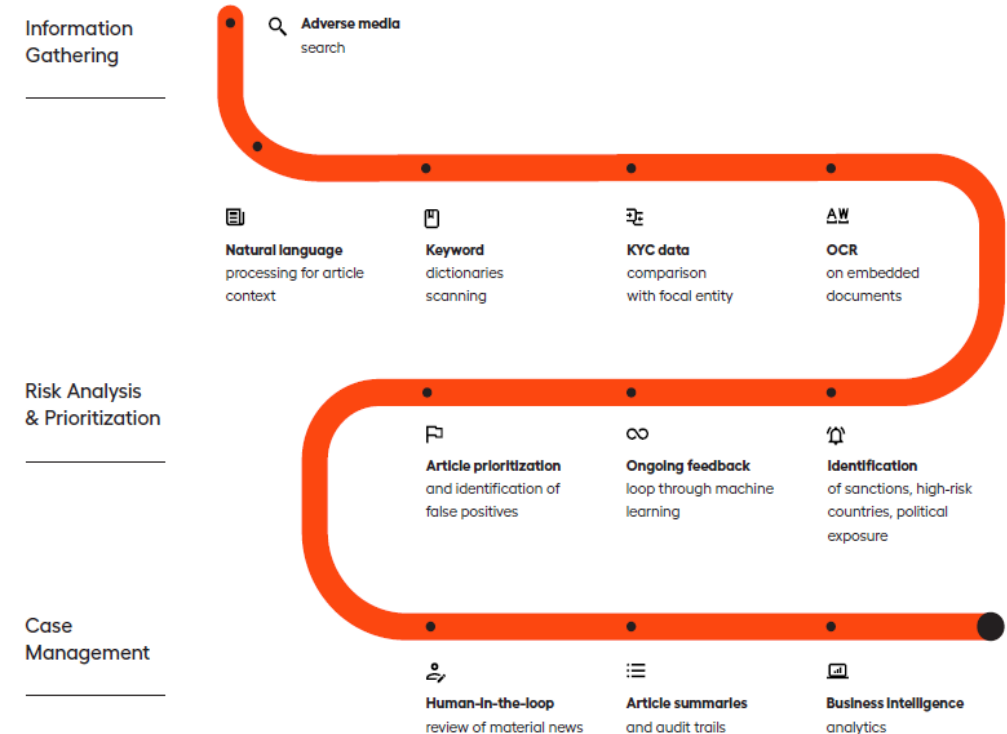 Information
Gathering
Adverse media
search
Natural language
processing for article
context
Keyword
dictionaries
scanning
KYC data
comparison
with focal entity
AW
OCR
on embedded
documents
Risk Analysis
& Prioritization
Article prioritization
and identification of
false positives
Ongoing feedback
loop through machine
learning
Identification
of sanctions, high-risk
countries, political
exposure
Case
Management
Human-in-the-loop
review of material news
Article summaries
and audit trails
Business Intelligence
analytics